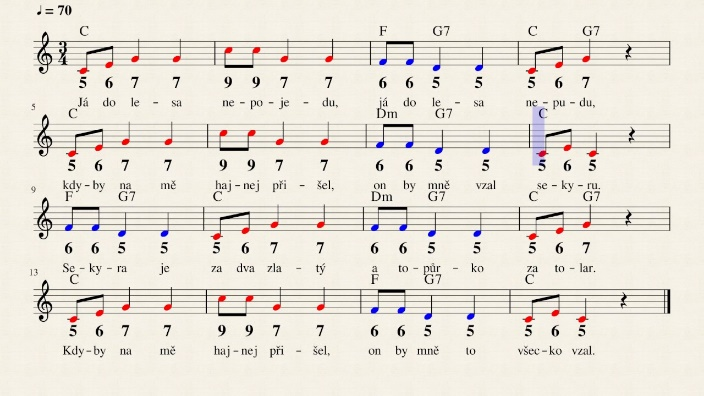 ♩ = 70
C F G7 C G7
3 4
5 6 7 7 9 9 7 7 6 6 5 5 5 6 7
Já do le – sa ne – po – je – du, já do le – sa ne – pu – du,
5
C Dm G7 C
5 6 7 7 9 9 7 7 6 6 5 5 5 6 5
kdy – by na mě haj – nej při – šel, on by mně vzal se – ky – ru,
9
F G7 C Dm G7 C G7
6 6 5 5 5 6 7 7 6 6 5 5 5 6 7
Se – ky – ra je za dva zla – tý a to – půr – ko za to – lar.
13
C F G7 C
5 6 7 7 9 9 7 7 6 6 5 5 5 6 5
Kdy – by na mě haj – nej při – šel, on by mně to všec – ko vzal.